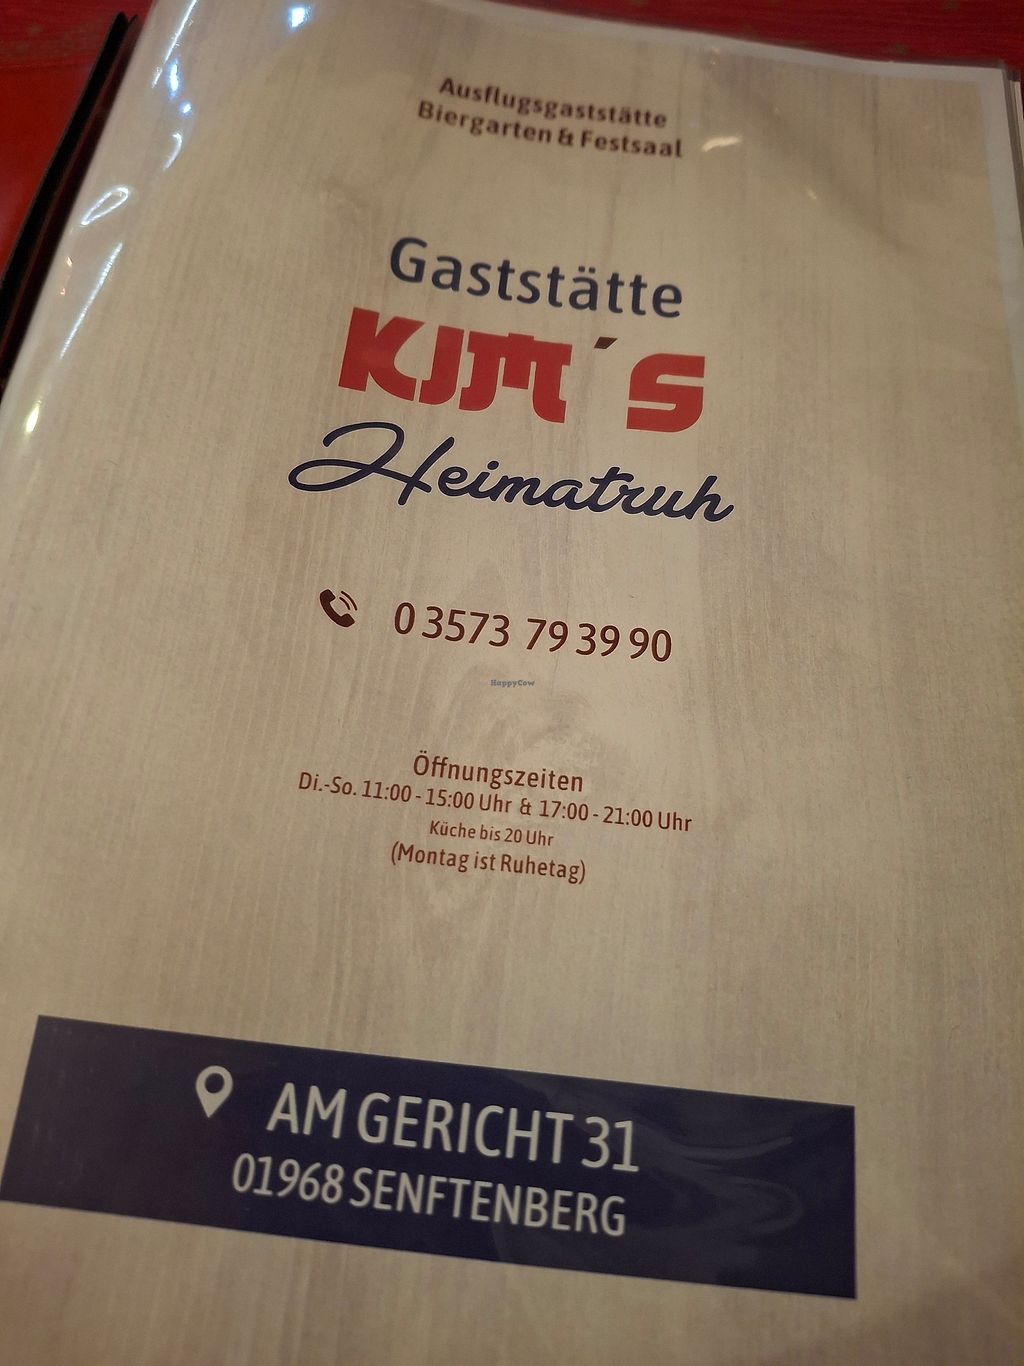 Ausflugsgaststätte
Biergarten & Festsaal
Gaststätte
KIM´S
Heimatruh
0 3573 79 39 90
HappyCow
Öffnungszeiten
Di.-So. 11:00 - 15:00 Uhr & 17:00 - 21:00 Uhr
Küche bis 20 Uhr
(Montag ist Ruhetag)
AM GERICHT 31
01968 SENFTENBERG